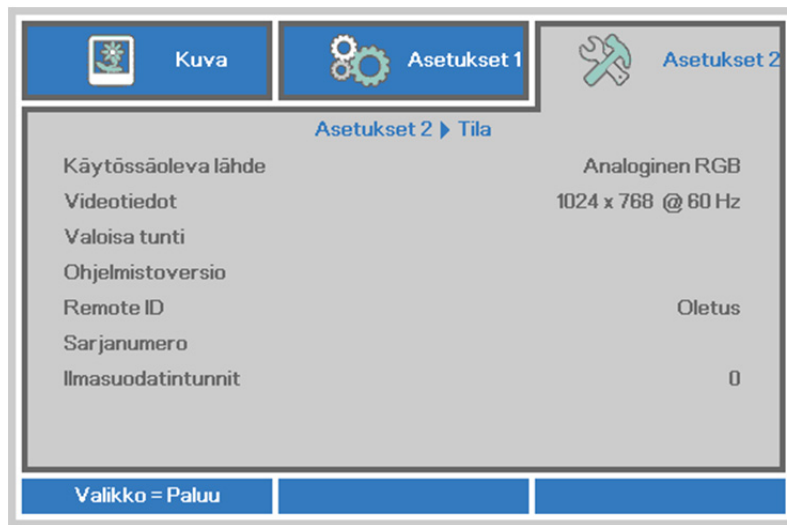 Kuva
Asetukset 1
Asetukset 2
Asetukset 2 ▶ Tila
Käytössäoleva lähde Analoginen RGB
Videotiedot 1024 x 768 @ 60 Hz
Valoisa tunti
Ohjelmistoversio
Remote ID Oletus
Sarjanumero
Ilmasuodatintunnit 0
Valikko = Paluu